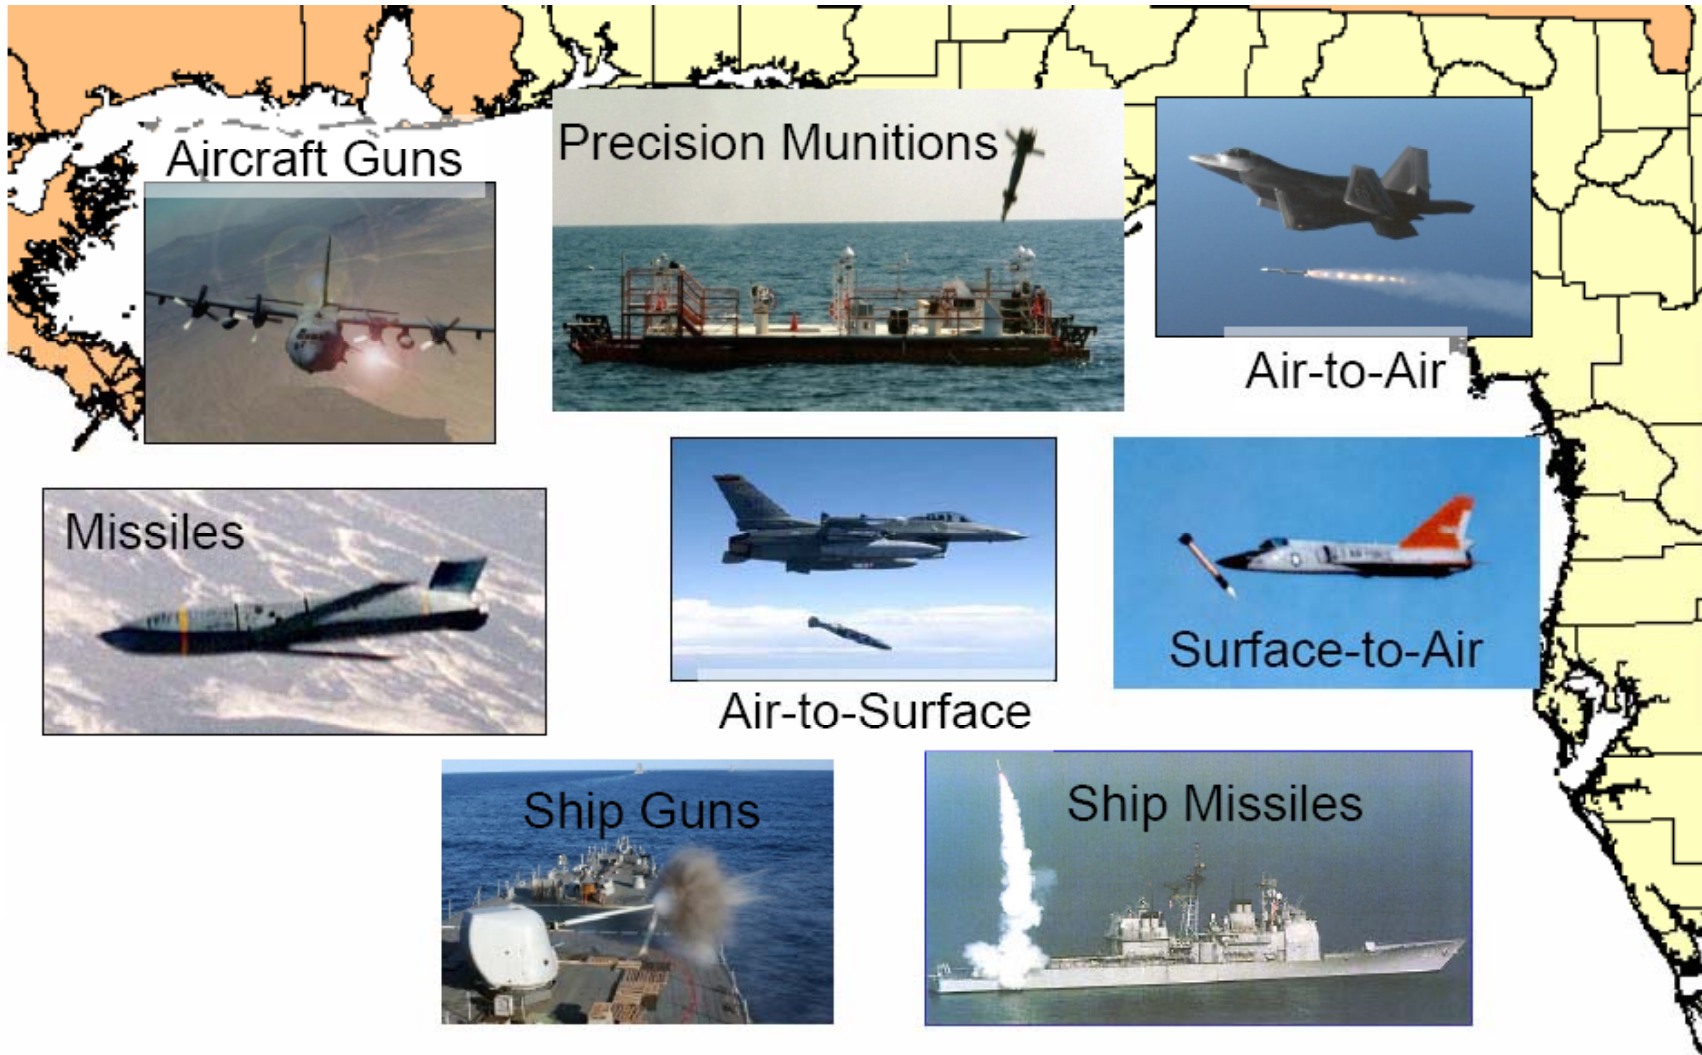 Aircraft Guns
Precision Munitions
Air-to-Air
Missiles
Air-to-Surface
Surface-to-Air
Ship Guns
Ship Missiles